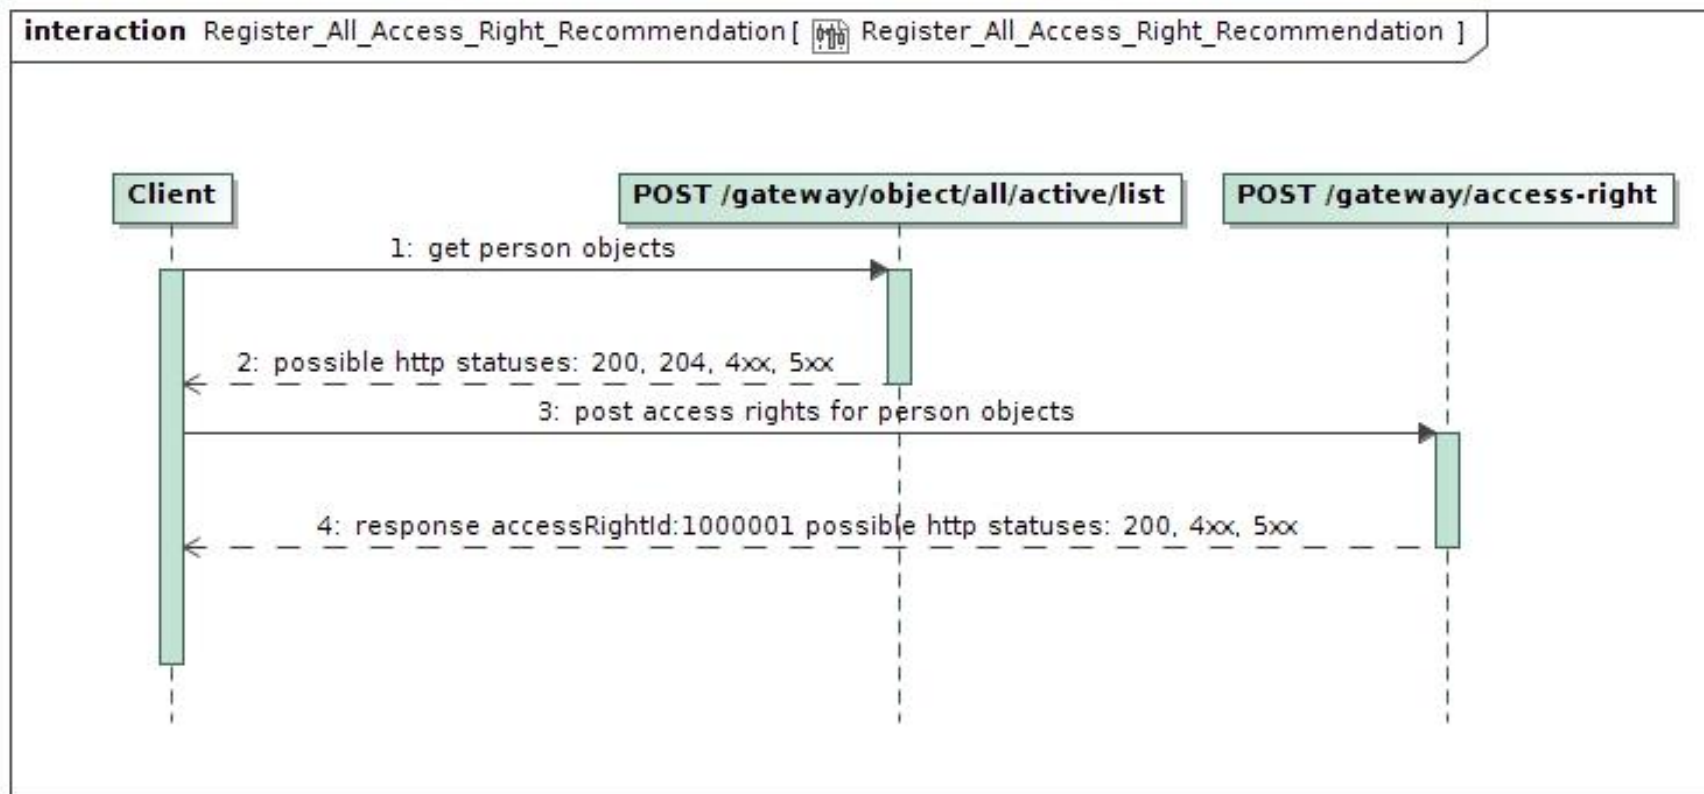 interaction Register_All_Access_Right_Recommendation [ Register_All_Access_Right_Recommendation ]
Client
POST /gateway/object/all/active/list
POST /gateway/access-right
1: get person objects
2: possible http statuses: 200, 204, 4xx, 5xx
3: post access rights for person objects
4: response accessRightId:1000001 possible http statuses: 200, 4xx, 5xx